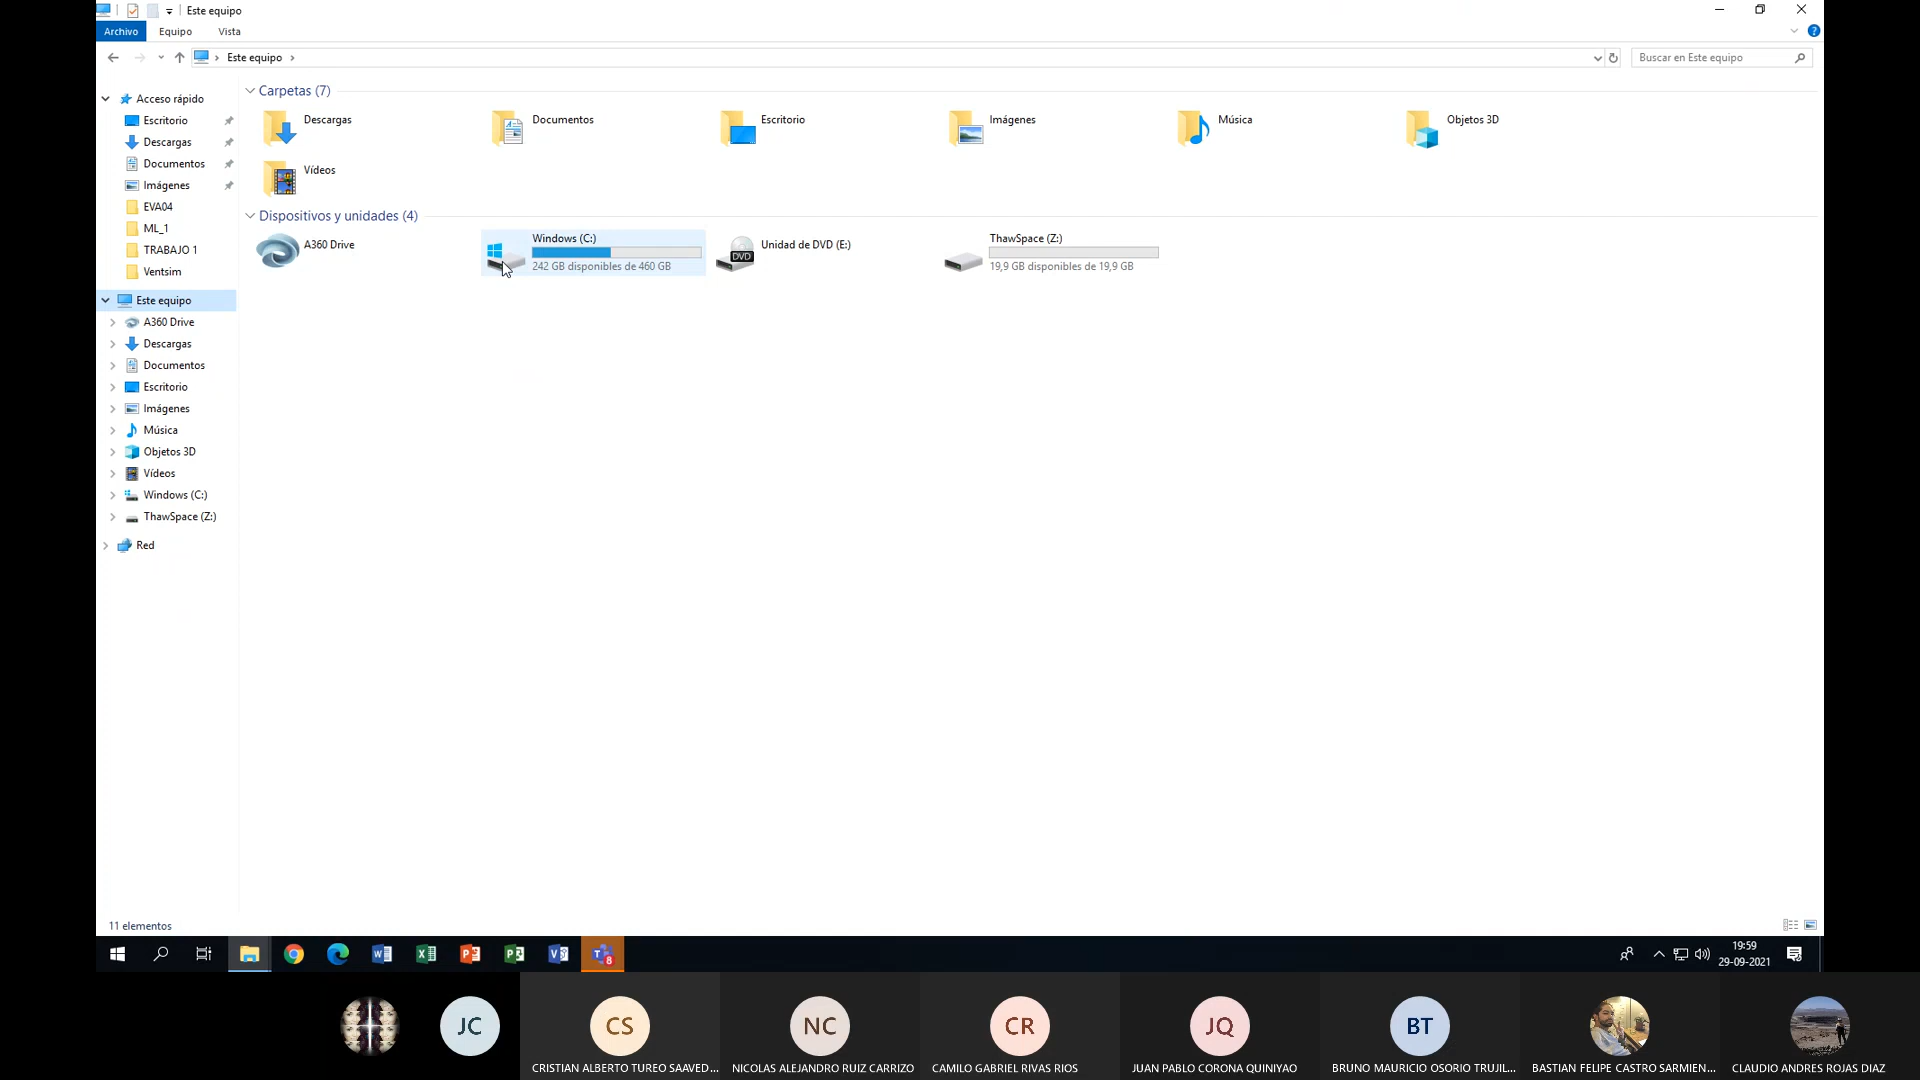 Este equipo
Archivo Equipo Vista
Este equipo
Buscar en Este equipo
Acceso rápido
Escritorio
Descargas
Documentos
Imágenes
EVA04
ML_1
TRABAJO 1
Ventsim
Este equipo
A360 Drive
Descargas
Documentos
Escritorio
Imágenes
Música
Objetos 3D
Vídeos
Windows (C:)
ThawSpace (Z:)
Red
Carpetas (7)
Descargas
Documentos
Escritorio
Imágenes
Música
Objetos 3D
Vídeos
Dispositivos y unidades (4)
A360 Drive
Windows (C:)
242 GB disponibles de 460 GB
Unidad de DVD (E:)
DVD
ThawSpace (Z:)
19,9 GB disponibles de 19,9 GB
11 elementos
19:59
29-09-2021
JC
CS
NC
CR
JQ
BT
CRISTIAN ALBERTO TUREO SAAVED...
NICOLAS ALEJANDRO RUIZ CARRIZO
CAMILO GABRIEL RIVAS RIOS
JUAN PABLO CORONA QUINIYAO
BRUNO MAURICIO OSORIO TRUJIL...
BASTIAN FELIPE CASTRO SARMIEN...
CLAUDIO ANDRES ROJAS DIAZ